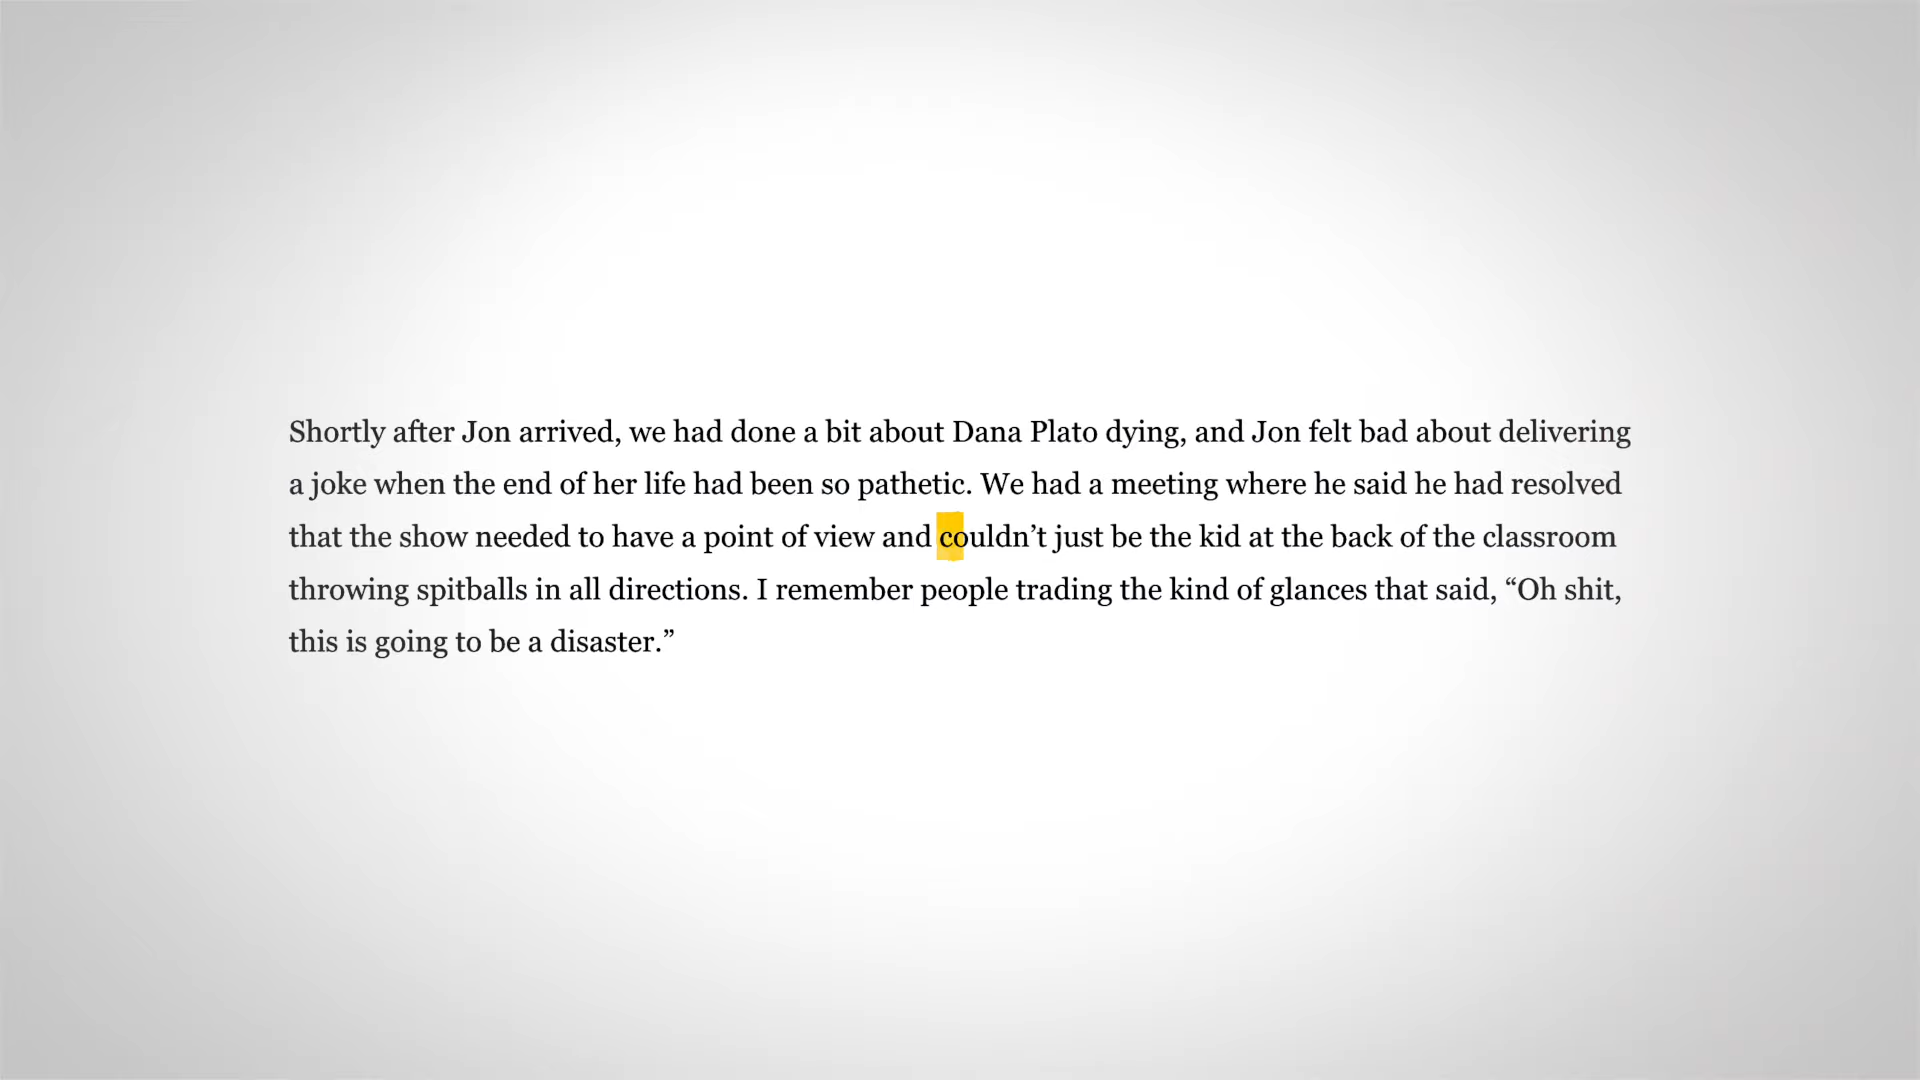 Shortly after Jon arrived, we had done a bit about Dana Plato dying, and Jon felt bad about delivering
a joke when the end of her life had been so pathetic. We had a meeting where he said he had resolved
that the show needed to have a point of view and couldn’t just be the kid at the back of the classroom
throwing spitballs in all directions. I remember people trading the kind of glances that said, “Oh shit,
this is going to be a disaster.”